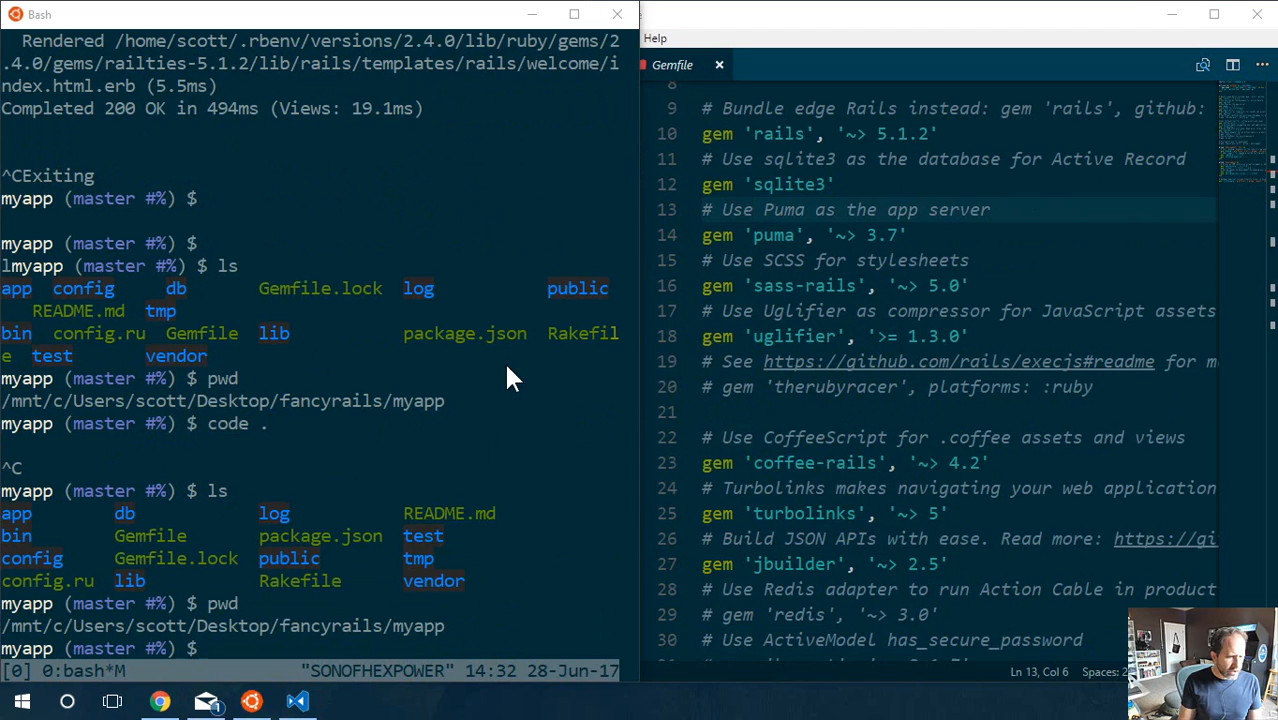 Bash
Rendered /home/scott/.rbenv/versions/2.4.0/lib/ruby/gems/2
.4.0/gems/railties-5.1.2/lib/rails/templates/rails/welcome/i
ndex.html.erb (5.5ms)
Completed 200 OK in 494ms (Views: 19.1ms)
^CExiting
myapp (master #%) $
myapp (master #%) $
lmyapp (master #%) $ ls
app config db Gemfile.lock log public
README.md tmp
bin config.ru Gemfile lib package.json Rakefil
e test vendor
myapp (master #%) $ pwd
/mnt/c/Users/scott/Desktop/fancyrails/myapp
myapp (master #%) $ code .
^C
myapp (master #%) $ ls
app db log README.md
bin Gemfile package.json test
config Gemfile.lock public tmp
config.ru lib Rakefile vendor
myapp (master #%) $ pwd
/mnt/c/Users/scott/Desktop/fancyrails/myapp
myapp (master #%) $
[0] 0:bash*M "SONOFHEXPOWER" 14:32 28-Jun-17
Help
Gemfile
8
9 # Bundle edge Rails instead: gem 'rails', github:
10 gem 'rails', '~> 5.1.2'
11 # Use sqlite3 as the database for Active Record
12 gem 'sqlite3'
13 # Use Puma as the app server
14 gem 'puma', '~> 3.7'
15 # Use SCSS for stylesheets
16 gem 'sass-rails', '~> 5.0'
17 # Use Uglifier as compressor for JavaScript assets
18 gem 'uglifier', '>= 1.3.0'
19 # See https://github.com/rails/execjs#readme for m
20 # gem 'therubyracer', platforms: :ruby
21
22 # Use CoffeeScript for .coffee assets and views
23 gem 'coffee-rails', '~> 4.2'
24 # Turbolinks makes navigating your web application
25 gem 'turbolinks', '~> 5'
26 # Build JSON APIs with ease. Read more: https://gi
27 gem 'jbuilder', '~> 2.5'
28 # Use Redis adapter to run Action Cable in product
29 # gem 'redis', '~> 3.0'
30 # Use ActiveModel has_secure_password
Ln 13, Col 6 Spaces:
1